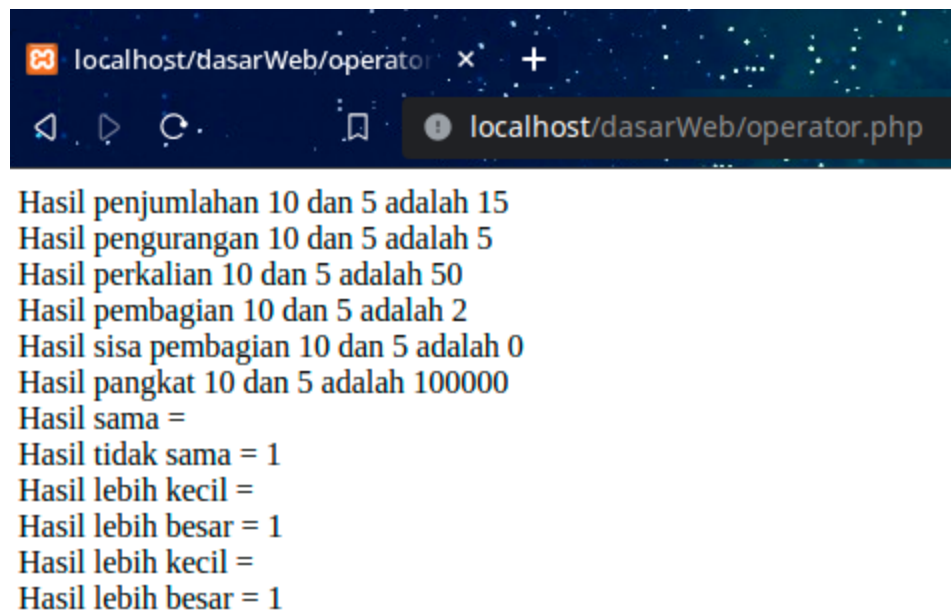 localhost/dasarWeb/operator
localhost/dasarWeb/operator.php
Hasil penjumlahan 10 dan 5 adalah 15
Hasil pengurangan 10 dan 5 adalah 5
Hasil perkalian 10 dan 5 adalah 50
Hasil pembagian 10 dan 5 adalah 2
Hasil sisa pembagian 10 dan 5 adalah 0
Hasil pangkat 10 dan 5 adalah 100000
Hasil sama =
Hasil tidak sama = 1
Hasil lebih kecil =
Hasil lebih besar = 1
Hasil lebih kecil =
Hasil lebih besar = 1